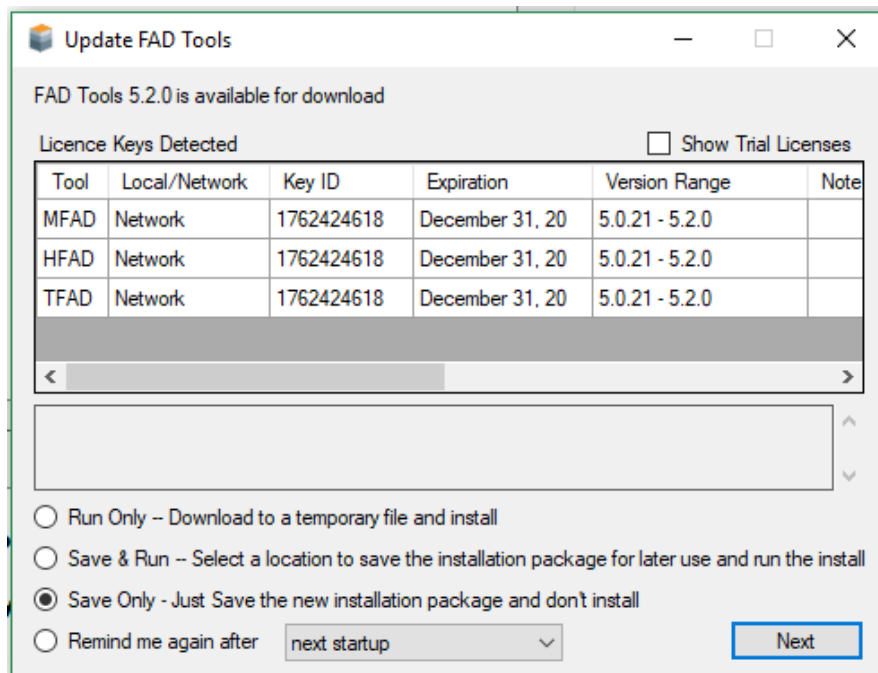 Update FAD Tools
FAD Tools 5.2.0 is available for download
Licence Keys Detected Show Trial Licenses
Tool Local/Network Key ID Expiration Version Range Note
MFAD Network 1762424618 December 31, 20 5.0.21 - 5.2.0
HFAD Network 1762424618 December 31, 20 5.0.21 - 5.2.0
TFAD Network 1762424618 December 31, 20 5.0.21 - 5.2.0
Run Only -- Download to a temporary file and install
Save & Run -- Select a location to save the installation package for later use and run the install
Save Only - Just Save the new installation package and don't install
Remind me again after next startup Next